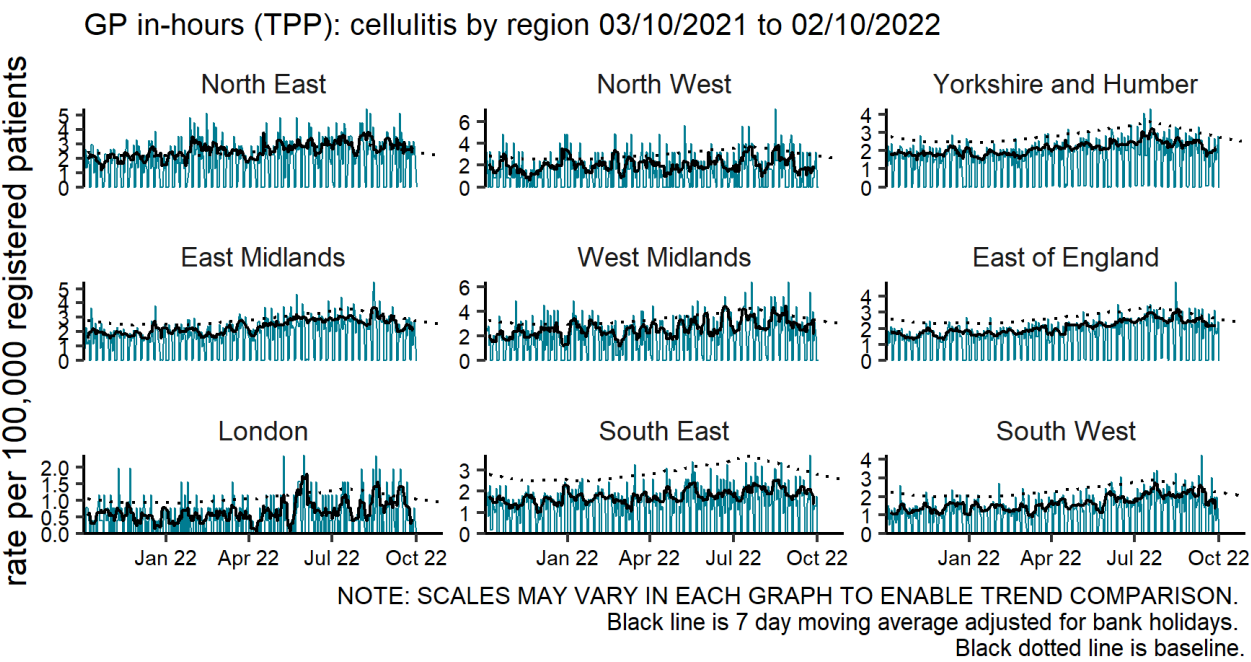 GP in-hours (TPP): cellulitis by region 03/10/2021 to 02/10/2022
rate per 100,000 registered patients
North East
5
4
3
2
1
0
North West
6
4
2
0
Yorkshire and Humber
4
3
2
1
0
East Midlands
5
4
3
2
1
0
West Midlands
6
4
2
0
East of England
4
3
2
1
0
London
2.0
1.5
1.0
0.5
0.0
South East
3
2
1
0
South West
4
3
2
1
0
Jan 22 Apr 22 Jul 22 Oct 22
Jan 22 Apr 22 Jul 22 Oct 22
Jan 22 Apr 22 Jul 22 Oct 22
NOTE: SCALES MAY VARY IN EACH GRAPH TO ENABLE TREND COMPARISON.
Black line is 7 day moving average adjusted for bank holidays.
Black dotted line is baseline.